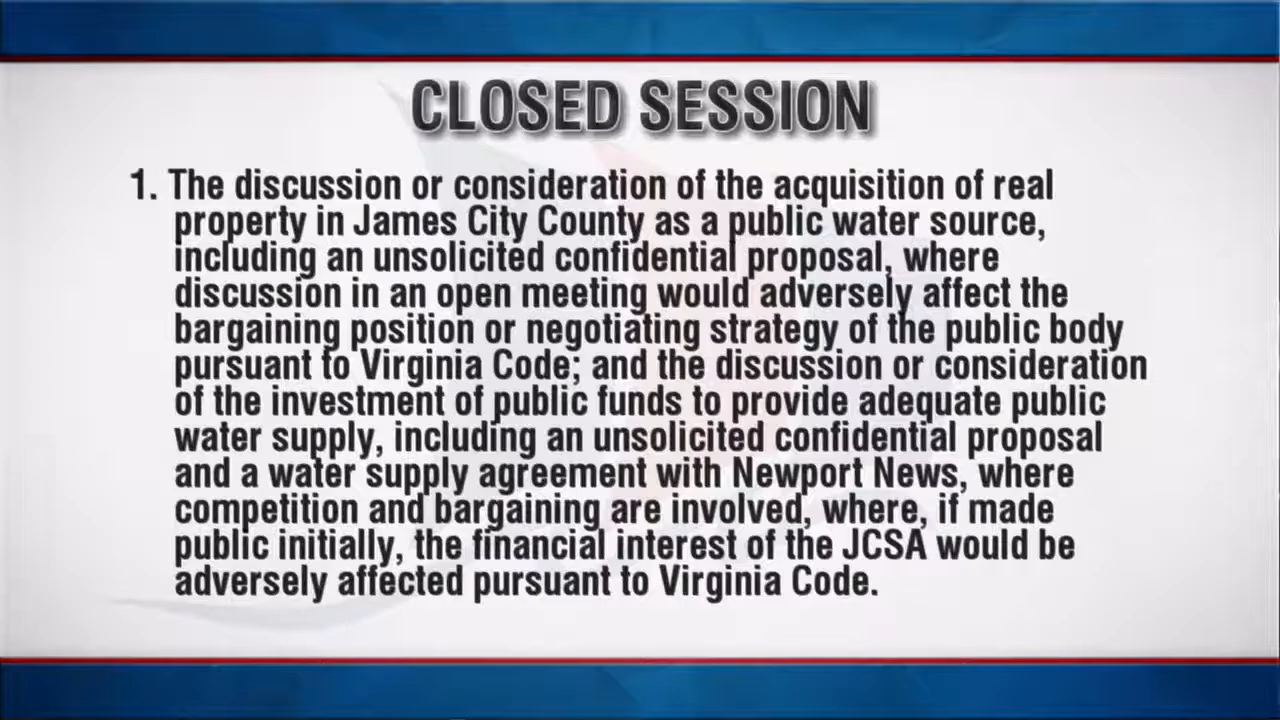 CLOSED SESSION
1. The discussion or consideration of the acquisition of real
property in James City County as a public water source,
including an unsolicited confidential proposal, where
discussion in an open meeting would adversely affect the
bargaining position or negotiating strategy of the public body
pursuant to Virginia Code; and the discussion or consideration
of the investment of public funds to provide adequate public
water supply, including an unsolicited confidential proposal
and a water supply agreement with Newport News, where
competition and bargaining are involved, where, if made
public initially, the financial interest of the JCSA would be
adversely affected pursuant to Virginia Code.